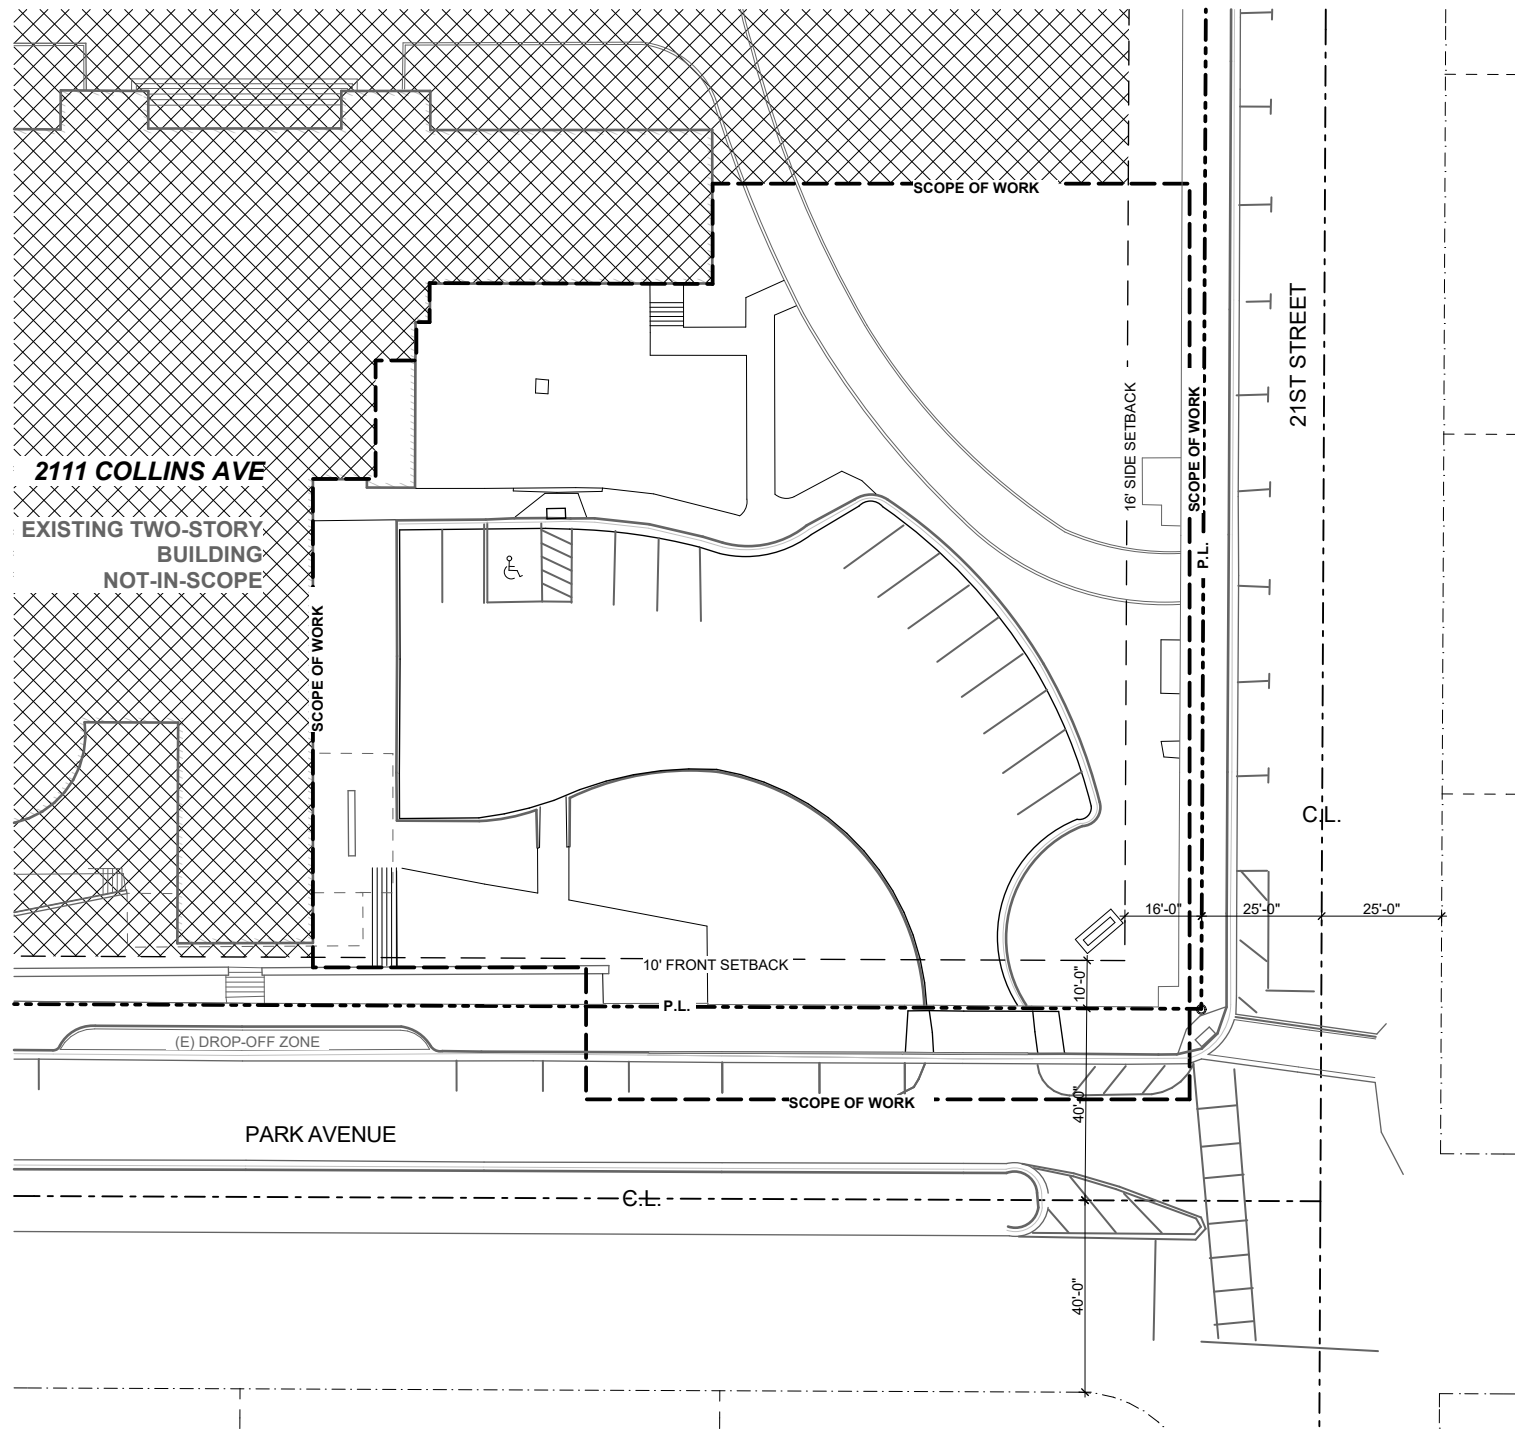 SCOPE OF WORK
21ST STREET
16' SIDE SETBACK
SCOPE OF WORK
P.L.
2111 COLLINS AVE
EXISTING TWO-STORY
BUILDING
NOT-IN-SCOPE
SCOPE OF WORK
C.L.
16'-0"
25'-0"
25'-0"
10' FRONT SETBACK
10'-0"
P.L.
(E) DROP-OFF ZONE
40'-0"
SCOPE OF WORK
PARK AVENUE
C.L.
40'-0"